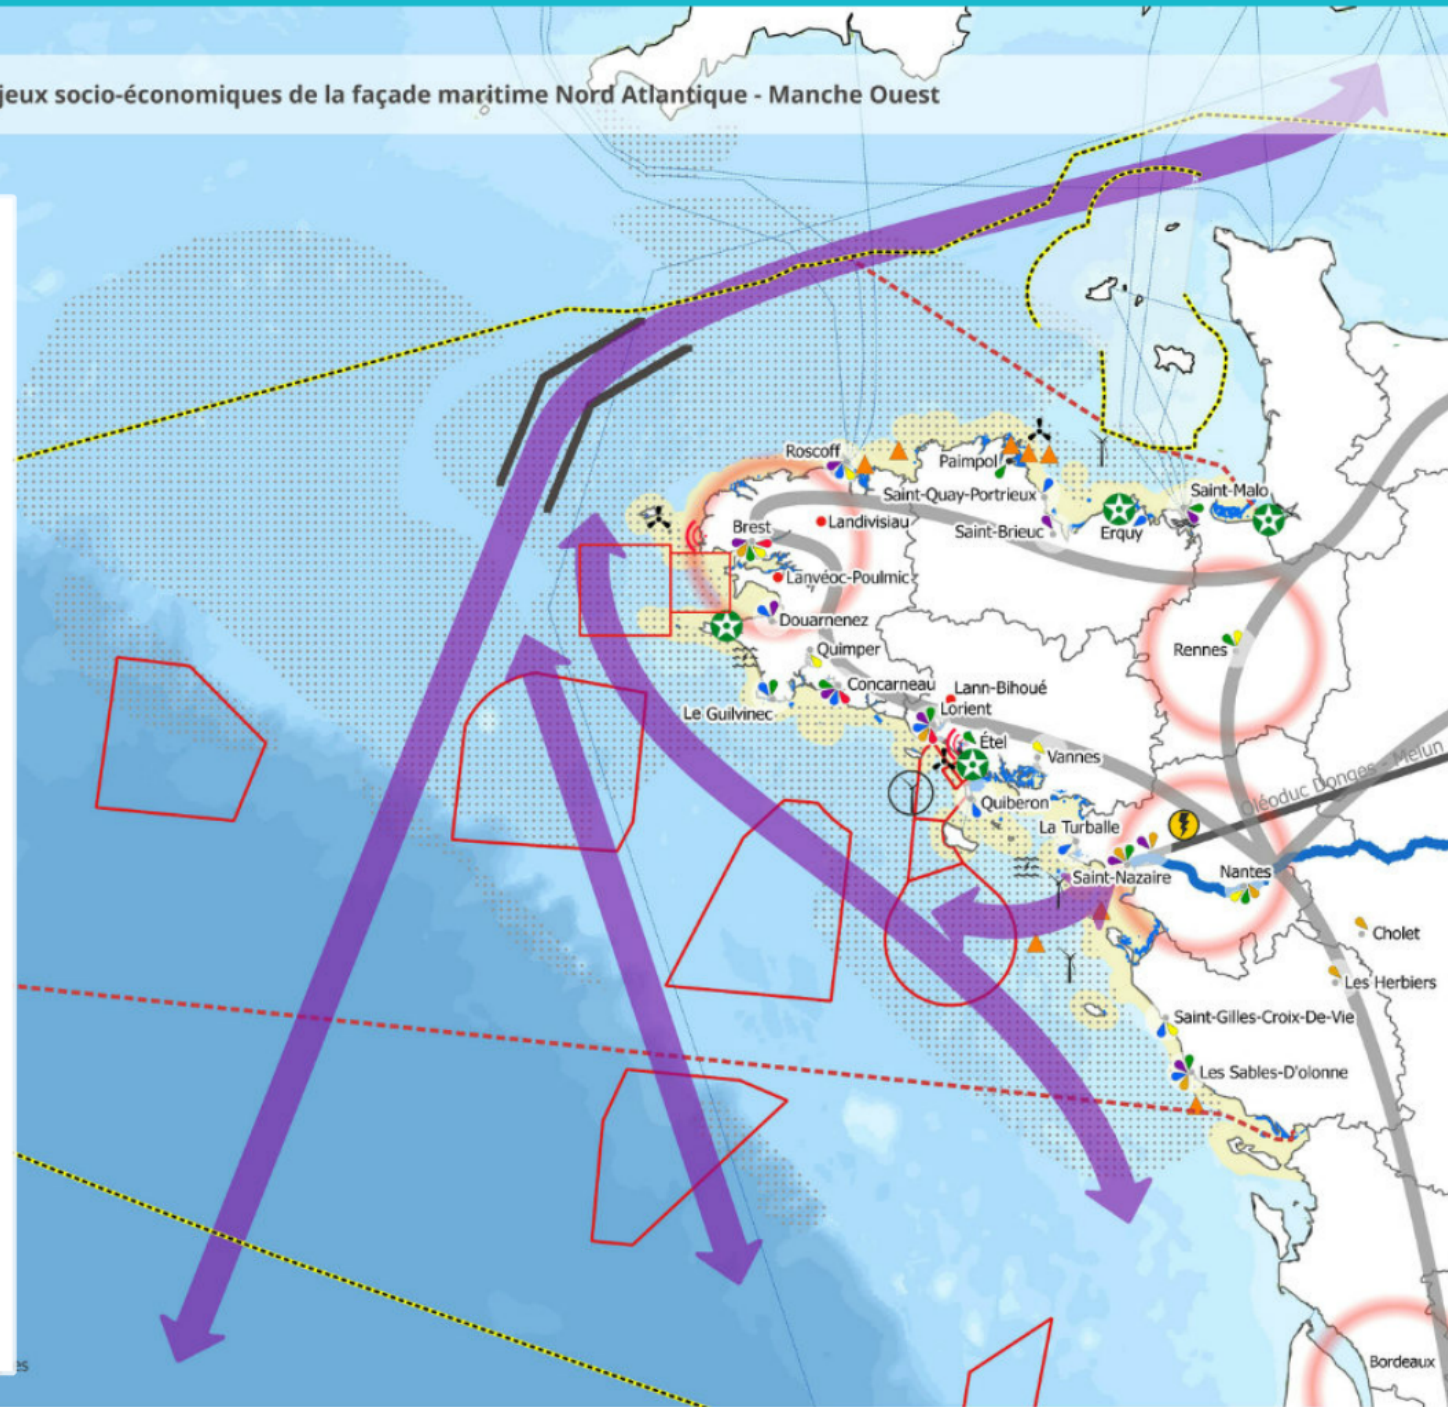 jeux socio-économiques de la façade maritime Nord Atlantique - Manche Ouest
Roscoff
Paimpol
Saint-Quay-Portrieux
Saint-Malo
Brest
Landivisiau
Saint-Brieuc
Erquy
Lanvéoc-Poulmic
Douarnenez
Quimper
Rennes
Concarneau
Lann-Bihoué
Le Guilvinec
Lorient
Étel
Vannes
Quiberon
Oléoduc Donges - Melun
La Turballe
Saint-Nazaire
Nantes
Cholet
Les Herbiers
Saint-Gilles-Croix-De-Vie
Les Sables-D'olonne
es
Bordeaux